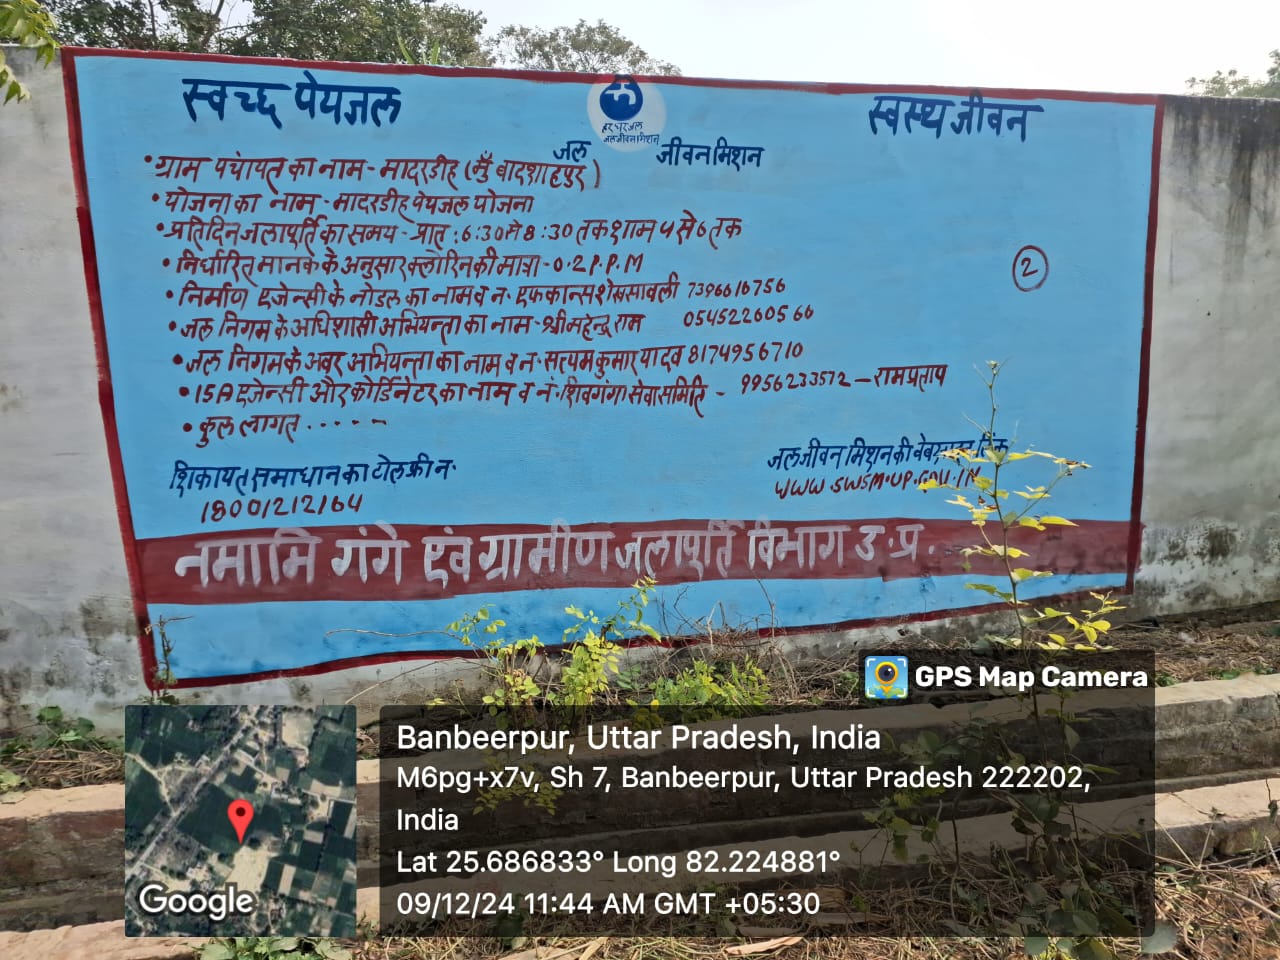 स्वच्छ पेयजल
हर घर जल
जल जीवन मिशन
स्वस्थ जीवन
जल जीवन मिशन
• ग्राम पंचायत का नाम - मादरडीह (मुँ बादशाहपुर)
• योजना का नाम - मादरडीह पेयजल योजना
• प्रतिदिन जलापूर्ति का समय - प्रात: 6:30 से 8:30 तक शाम 4 से 6 तक
• निर्धारित मानक के अनुसार क्लोरिन की मात्रा - 0.2 P.P.M
②
• निर्माण एजेन्सी के नोडल का नाम व न. एफकान्स शेख सावली 7396616756
• जल निगम के अधिशासी अभियन्ता का नाम - श्री महेन्द्र राम 05452260566
• जल निगम के अवर अभियन्ता का नाम व न. सत्यम कुमार यादव 8174956710
• ISA एजेन्सी और कोर्डिनेटर का नाम व नं. शिवगंगा सेवा समिति - 9956233572 - रामप्रताप
• कुल लागत . . . . - -
शिकायत समाधान का टोल फ्री न.
18001212164
जल जीवन मिशन की वेबसाइट लिंक
WWW.SWSM.UP.GOV.IN
नमामि गंगे एंव ग्रामीण जलापूर्ति विभाग उ.प्र.
GPS Map Camera
Banbeerpur, Uttar Pradesh, India
M6pg+x7v, Sh 7, Banbeerpur, Uttar Pradesh 222202,
India
Lat 25.686833° Long 82.224881°
09/12/24 11:44 AM GMT +05:30
Google